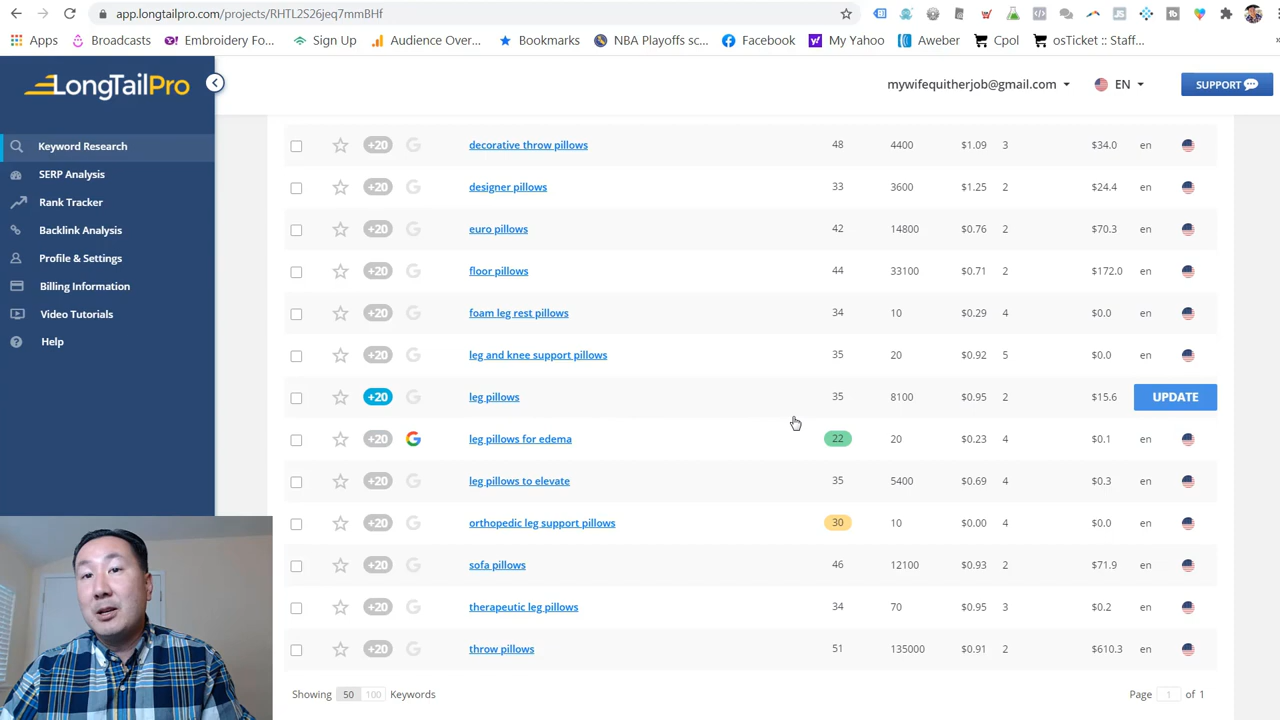 app.longtailpro.com/projects/RHTL2S26jeq7mmBHf
Apps Broadcasts Embroidery Fo... Sign Up Audience Over... Bookmarks NBA Playoffs sc... Facebook My Yahoo Aweber Cpol osTicket :: Staff...
LongTailPro
mywifequitherjob@gmail.com EN SUPPORT
Keyword Research
SERP Analysis
Rank Tracker
Backlink Analysis
Profile & Settings
Billing Information
Video Tutorials
Help
+20 decorative throw pillows 48 4400 $1.09 3 $34.0 en
+20 designer pillows 33 3600 $1.25 2 $24.4 en
+20 euro pillows 42 14800 $0.76 2 $70.3 en
+20 floor pillows 44 33100 $0.71 2 $172.0 en
+20 foam leg rest pillows 34 10 $0.29 4 $0.0 en
+20 leg and knee support pillows 35 20 $0.92 5 $0.0 en
+20 leg pillows 35 8100 $0.95 2 $15.6 UPDATE
+20 leg pillows for edema 22 20 $0.23 4 $0.1 en
+20 leg pillows to elevate 35 5400 $0.69 4 $0.3 en
+20 orthopedic leg support pillows 30 10 $0.00 4 $0.0 en
+20 sofa pillows 46 12100 $0.93 2 $71.9 en
+20 therapeutic leg pillows 34 70 $0.95 3 $0.2 en
+20 throw pillows 51 135000 $0.91 2 $610.3 en
Showing 50 100 Keywords Page 1 of 1